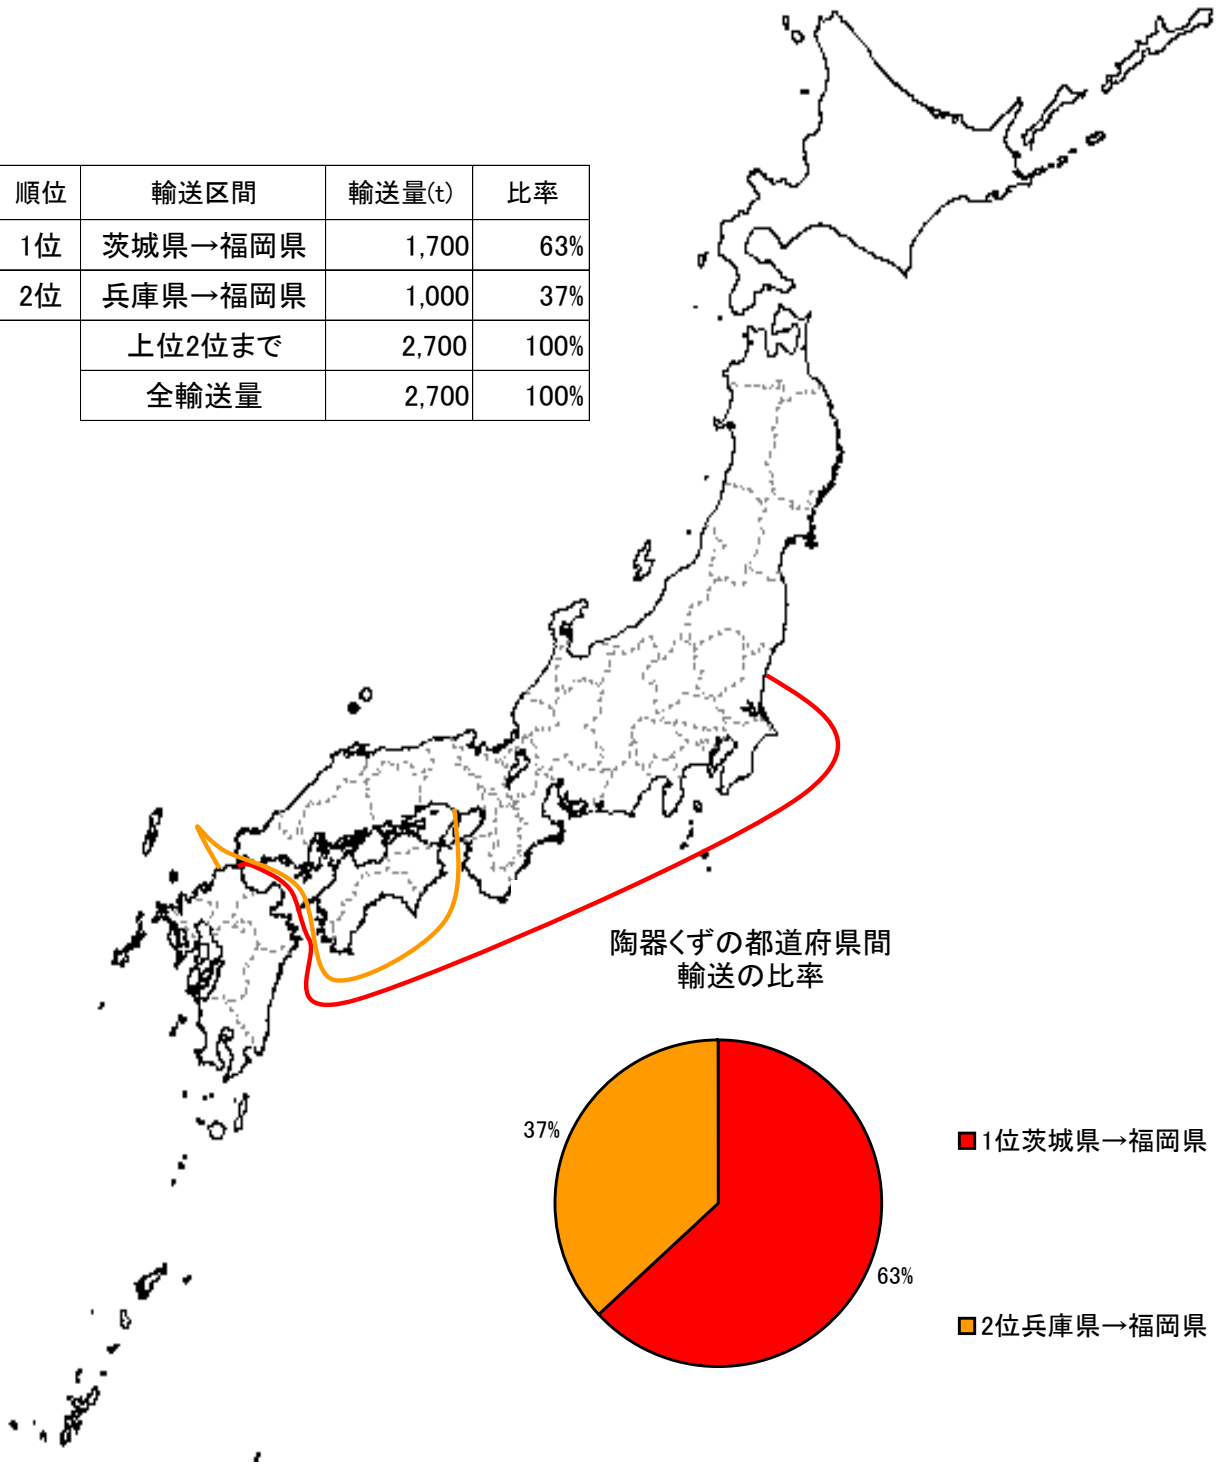 順位 輸送区間 輸送量(t) 比率
1位 茨城県→福岡県 1,700 63%
2位 兵庫県→福岡県 1,000 37%
上位2位まで 2,700 100%
全輸送量 2,700 100%
陶器くずの都道府県間
輸送の比率
37%
63%
1位茨城県→福岡県
2位兵庫県→福岡県